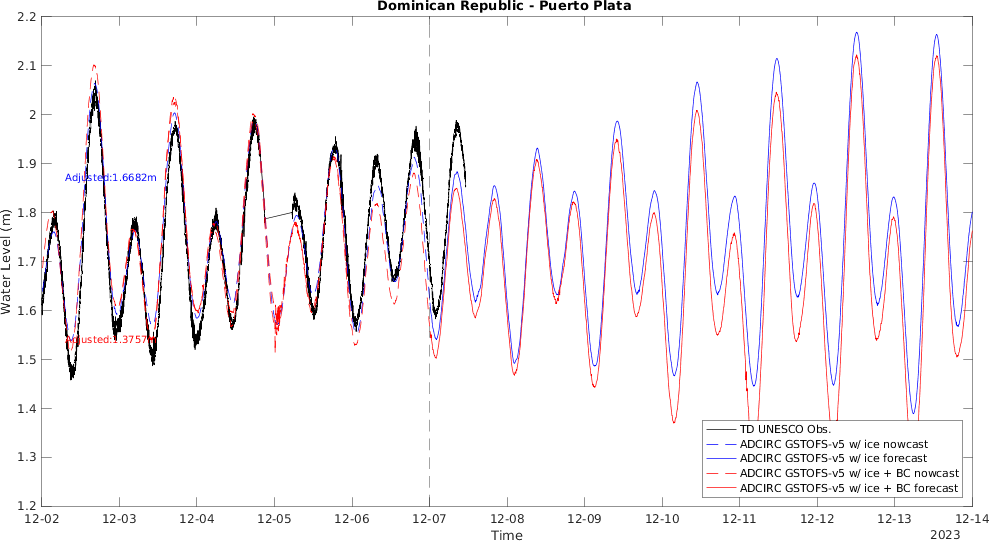 Dominican Republic - Puerto Plata
2.2
2.1
2
1.9
1.8
1.7
1.6
1.5
1.4
1.3
1.2
Water Level (m)
Adjusted:1.6682m
Adjusted:1.3757m
TD UNESCO Obs.
ADCIRC GSTOFS-v5 w/ ice nowcast
ADCIRC GSTOFS-v5 w/ ice forecast
ADCIRC GSTOFS-v5 w/ ice + BC nowcast
ADCIRC GSTOFS-v5 w/ ice + BC forecast
12-02 12-03 12-04 12-05 12-06 12-07 12-08 12-09 12-10 12-11 12-12 12-13 12-14
Time
2023